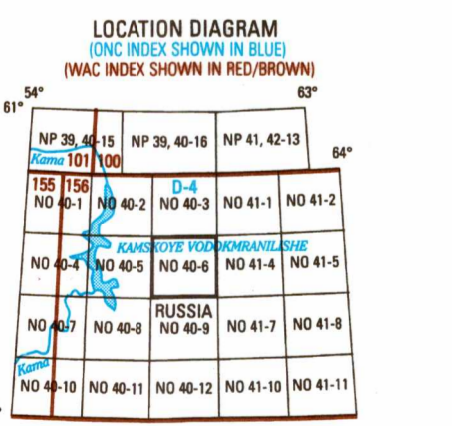 LOCATION DIAGRAM
(ONC INDEX SHOWN IN BLUE)
(WAC INDEX SHOWN IN RED/BROWN)
54° 63°
61°
NP 39, 40-15 NP 39, 40-16 NP 41, 42-13
Kama 101 100
64°
155 156 D-4
NO 40-1 NO 40-2 NO 40-3 NO 41-1 NO 41-2
KAMSKOYE VODOKMRANILISHE
NO 40-4 NO 40-5 NO 40-6 NO 41-4 NO 41-5
RUSSIA
NO 40-7 NO 40-8 NO 40-9 NO 41-7 NO 41-8
Kama
NO 40-10 NO 40-11 NO 40-12 NO 41-10 NO 41-11